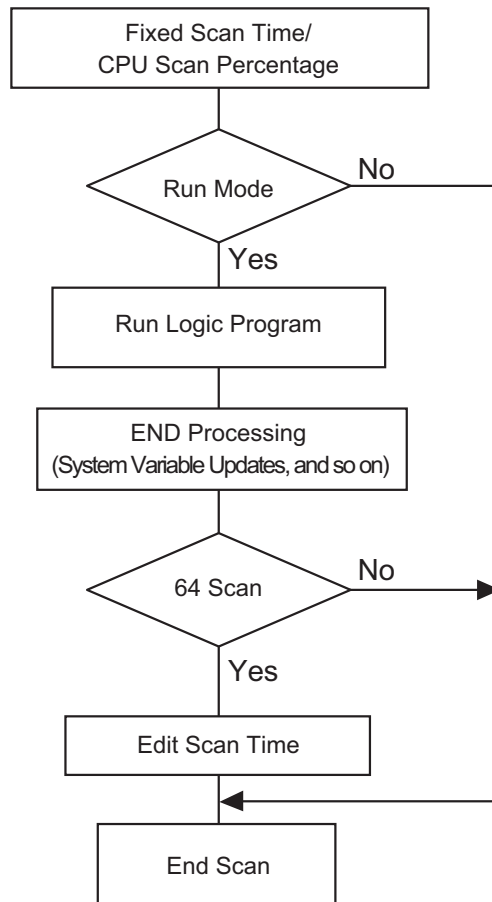 Fixed Scan Time/
CPU Scan Percentage
Run Mode
No
Yes
Run Logic Program
END Processing
(System Variable Updates, and so on)
64 Scan
No
Yes
Edit Scan Time
End Scan